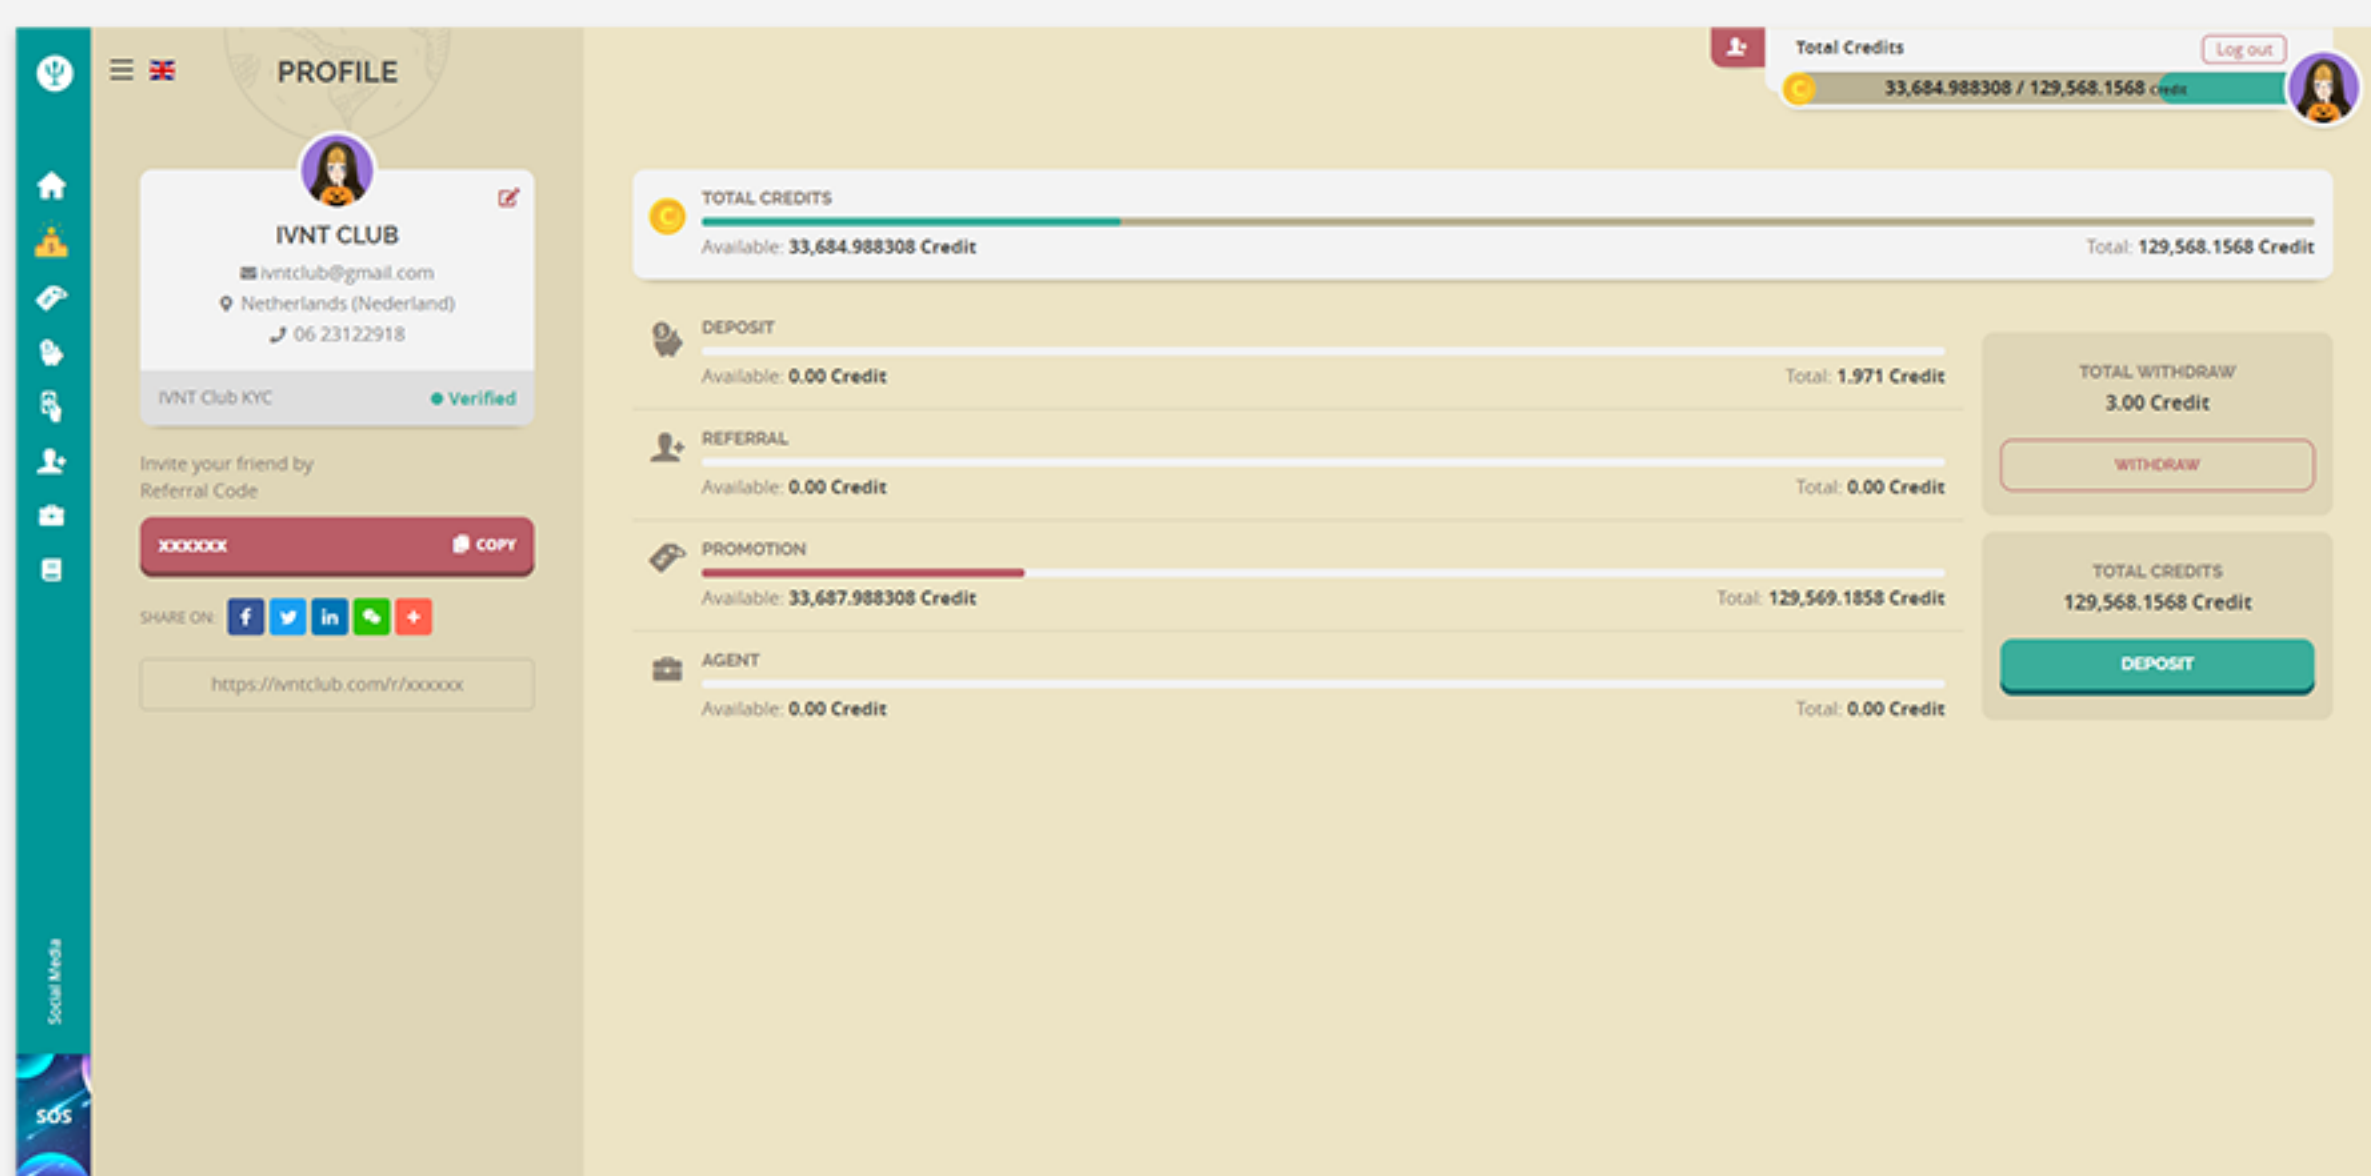 PROFILE
IVNT CLUB
ivntclub@gmail.com
Netherlands (Nederland)
06 23122918
IVNT Club KYC
Verified
Invite your friend by
Referral Code
xxxxxx
COPY
SHARE ON:
https://ivntclub.com/r/xxxxxx
Social Media
SOS
Total Credits
Log out
33,684.988308 / 129,568.1568 Credit
TOTAL CREDITS
Available: 33,684.988308 Credit
Total: 129,568.1568 Credit
DEPOSIT
Available: 0.00 Credit
Total: 1.971 Credit
REFERRAL
Available: 0.00 Credit
Total: 0.00 Credit
PROMOTION
Available: 33,687.988308 Credit
Total: 129,569.1858 Credit
AGENT
Available: 0.00 Credit
Total: 0.00 Credit
TOTAL WITHDRAW
3.00 Credit
WITHDRAW
TOTAL CREDITS
129,568.1568 Credit
DEPOSIT